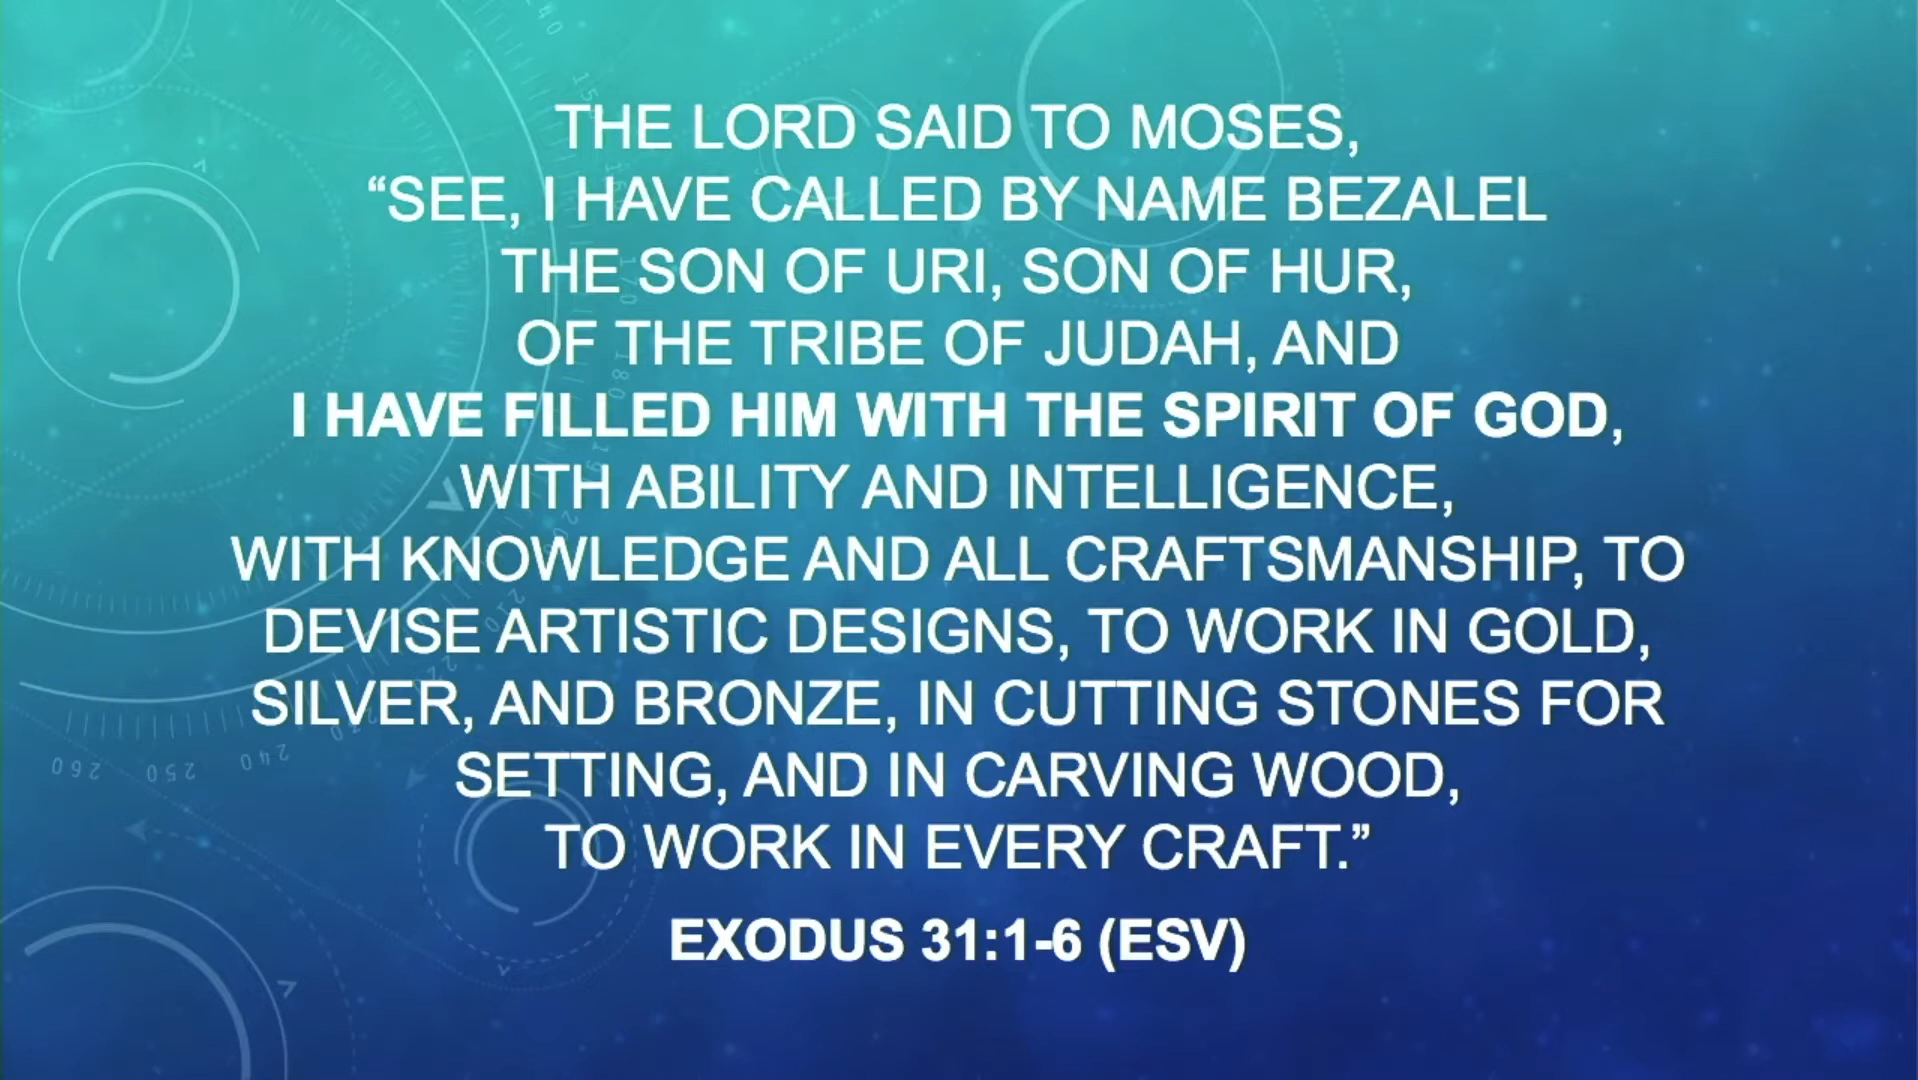 THE LORD SAID TO MOSES,
“SEE, I HAVE CALLED BY NAME BEZALEL
THE SON OF URI, SON OF HUR,
OF THE TRIBE OF JUDAH, AND
I HAVE FILLED HIM WITH THE SPIRIT OF GOD,
WITH ABILITY AND INTELLIGENCE,
WITH KNOWLEDGE AND ALL CRAFTSMANSHIP, TO
DEVISE ARTISTIC DESIGNS, TO WORK IN GOLD,
SILVER, AND BRONZE, IN CUTTING STONES FOR
SETTING, AND IN CARVING WOOD,
TO WORK IN EVERY CRAFT.”
EXODUS 31:1-6 (ESV)
260 250 240